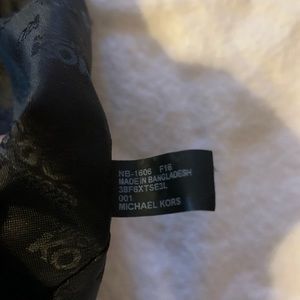 NB-1606 F16
MADE IN BANGLADESH
38F6XTSE3L
001
MICHAEL KORS